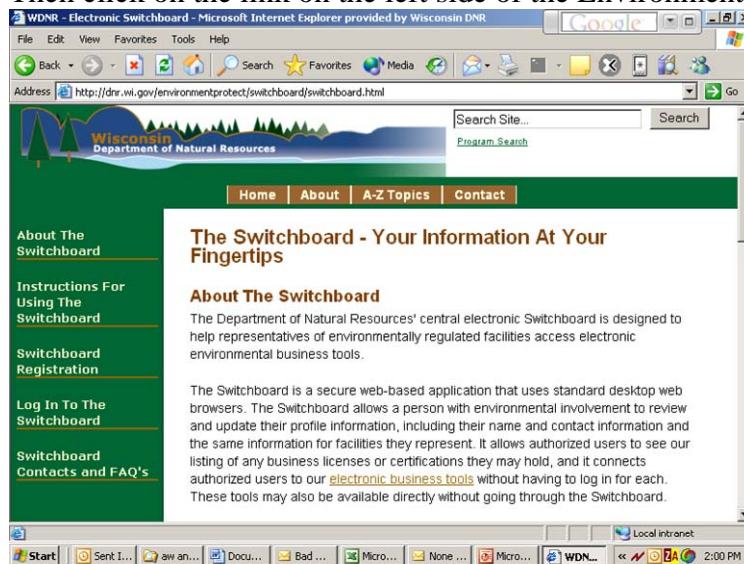 Then click on the link on the left side of the Environment
WDNR - Electronic Switchboard - Microsoft Internet Explorer provided by Wisconsin DNR
Google
File Edit View Favorites Tools Help
Back Search Favorites Media
Address http://dnr.wi.gov/environmentprotect/switchboard/switchboard.html Go
Wisconsin
Department of Natural Resources
Search Site... Search
Program Search
Home About A-Z Topics Contact
About The
Switchboard
Instructions For
Using The
Switchboard
Switchboard
Registration
Log In To The
Switchboard
Switchboard
Contacts and FAQ's
The Switchboard - Your Information At Your
Fingertips
About The Switchboard
The Department of Natural Resources' central electronic Switchboard is designed to
help representatives of environmentally regulated facilities access electronic
environmental business tools.
The Switchboard is a secure web-based application that uses standard desktop web
browsers. The Switchboard allows a person with environmental involvement to review
and update their profile information, including their name and contact information and
the same information for facilities they represent. It allows authorized users to see our
listing of any business licenses or certifications they may hold, and it connects
authorized users to our electronic business tools without having to log in for each.
These tools may also be available directly without going through the Switchboard.
Local intranet
Start Sent I... aw an... Docu... Bad ... Micro... None ... Micro... WDN... « 2:00 PM